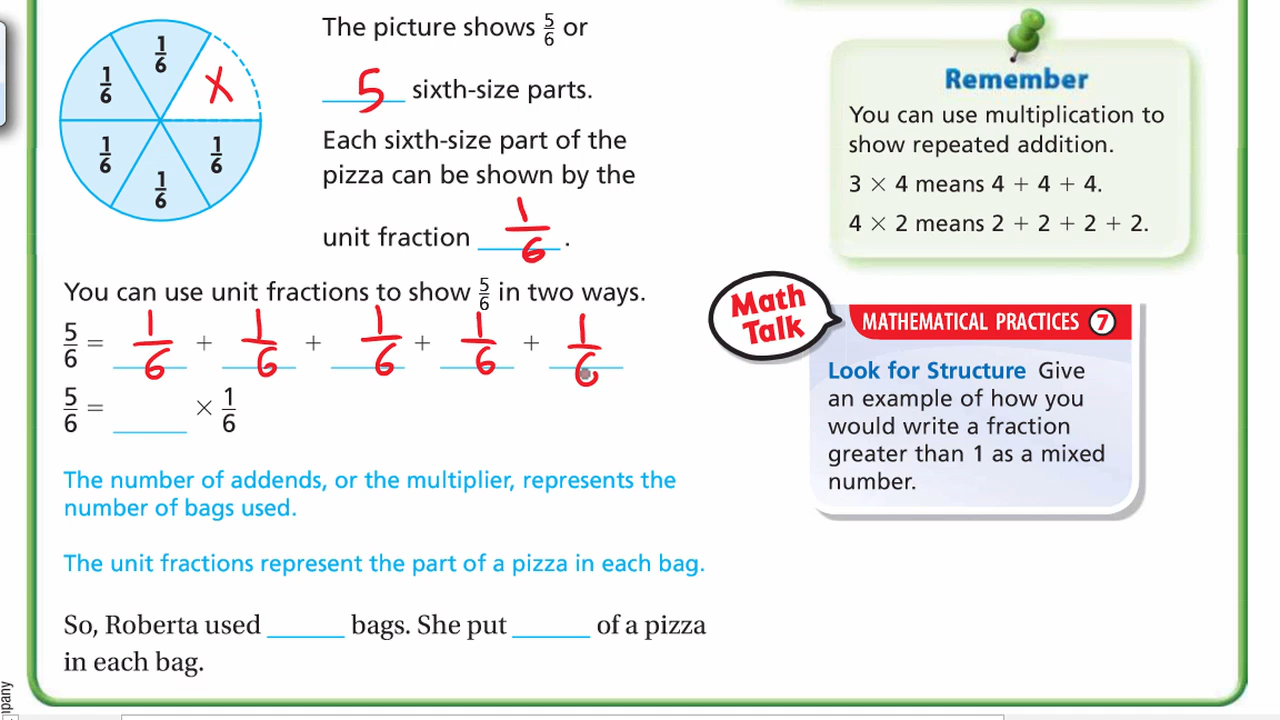 1/6
1/6 X
1/6 1/6
1/6
The picture shows 5/6 or
5 sixth-size parts.
Each sixth-size part of the
pizza can be shown by the
unit fraction 1/6.
You can use unit fractions to show 5/6 in two ways.
5/6 = 1/6 + 1/6 + 1/6 + 1/6 + 1/6
5/6 = ____ × 1/6
The number of addends, or the multiplier, represents the
number of bags used.
The unit fractions represent the part of a pizza in each bag.
So, Roberta used ____ bags. She put ____ of a pizza
in each bag.
Remember
You can use multiplication to
show repeated addition.
3 × 4 means 4 + 4 + 4.
4 × 2 means 2 + 2 + 2 + 2.
Math
Talk
MATHEMATICAL PRACTICES 7
Look for Structure Give
an example of how you
would write a fraction
greater than 1 as a mixed
number.